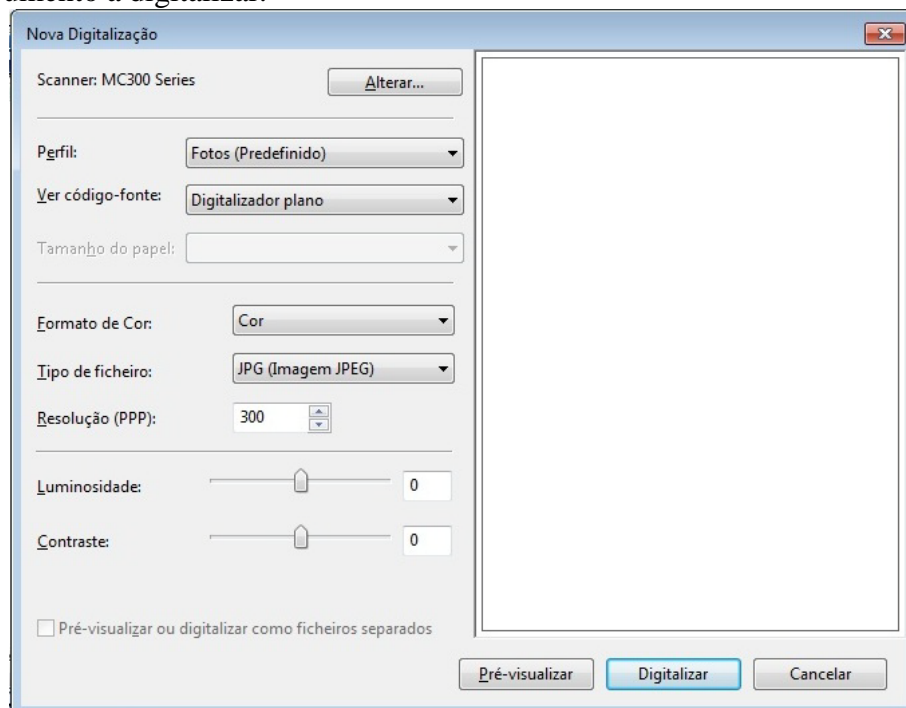 umento a digitalizar.
Nova Digitalização
Scanner: MC300 Series
Alterar...
Perfil: Fotos (Predefinido)
Ver código-fonte: Digitalizador plano
Tamanho do papel:
Formato de Cor: Cor
Tipo de ficheiro: JPG (Imagem JPEG)
Resolução (PPP): 300
Luminosidade: 0
Contraste: 0
Pré-visualizar ou digitalizar como ficheiros separados
Pré-visualizar Digitalizar Cancelar